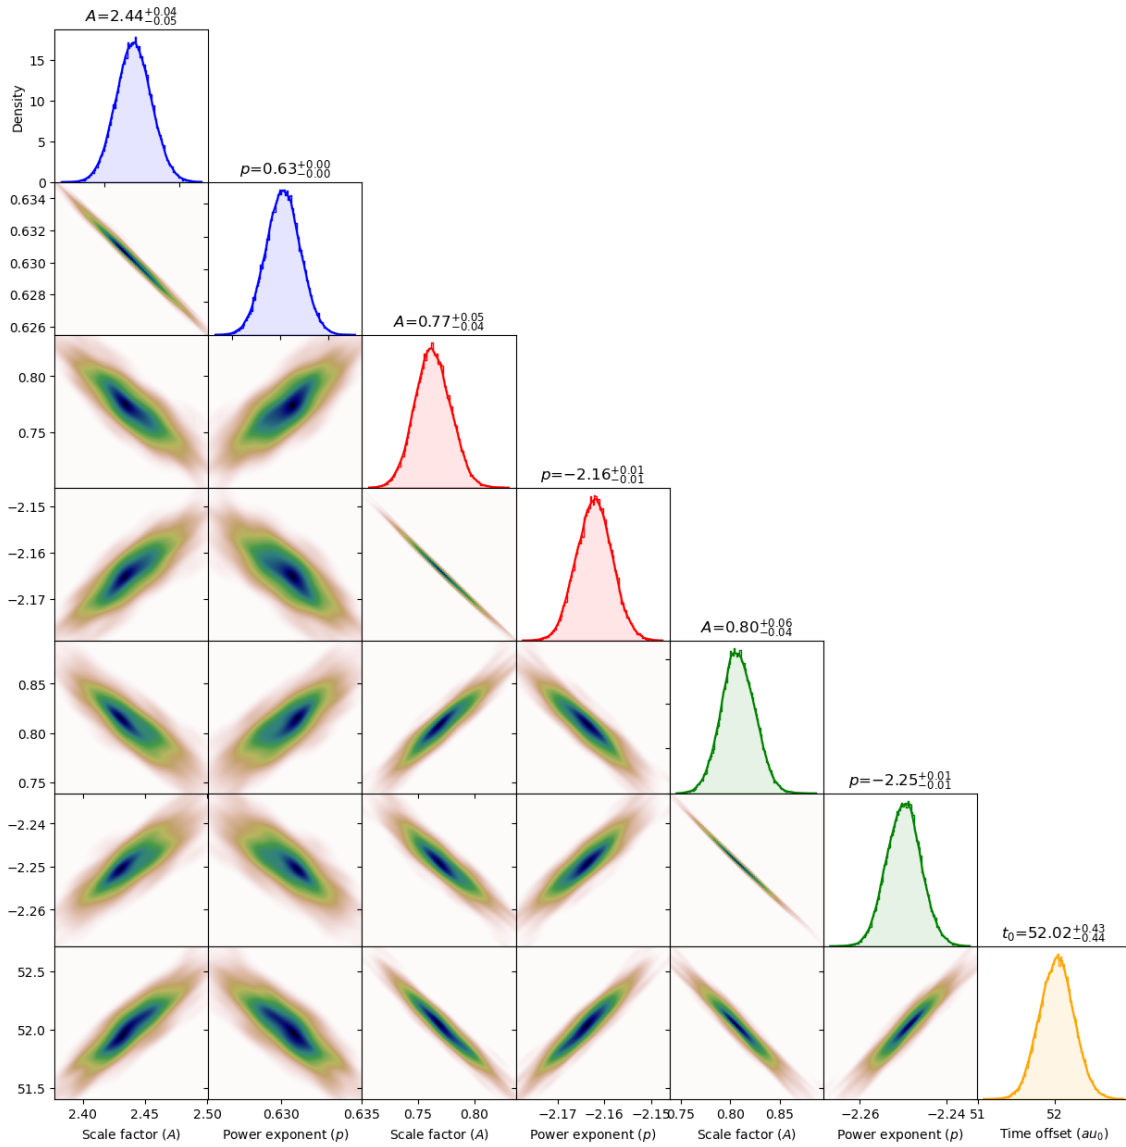 A=2.44+0.04−0.05
15
10
5
0
Density
p=0.63+0.00−0.00
0.634
0.632
0.630
0.628
0.626
A=0.77+0.05−0.04
0.80
0.75
p=−2.16+0.01−0.01
−2.15
−2.16
−2.17
A=0.80+0.06−0.04
0.85
0.80
0.75
p=−2.25+0.01−0.01
−2.24
−2.25
−2.26
t0=52.02+0.43−0.44
52.5
52.0
51.5
2.40 2.45 2.50 0.630 0.635 0.75 0.80 −2.17 −2.16 −2.15 0.75 0.80 0.85 −2.26 −2.24 51 52
Scale factor (A) Power exponent (p) Scale factor (A) Power exponent (p) Scale factor (A) Power exponent (p) Time offset (au0)